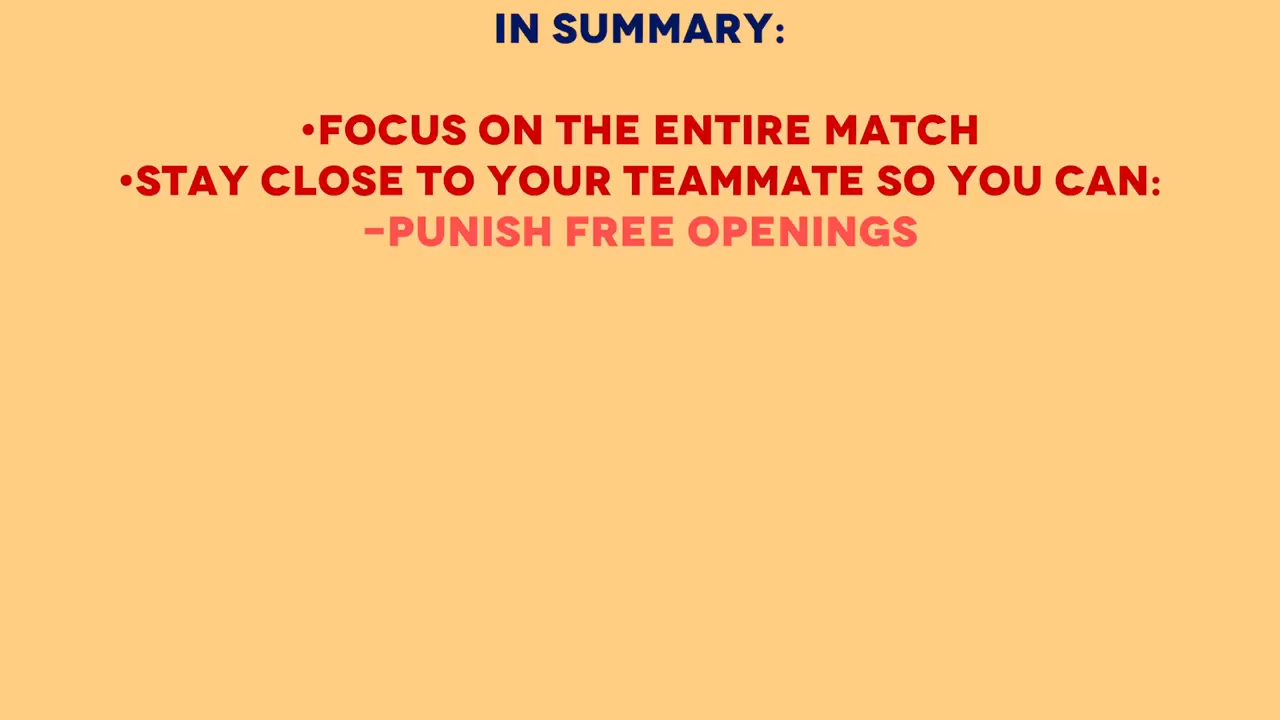 IN SUMMARY:
•FOCUS ON THE ENTIRE MATCH
•STAY CLOSE TO YOUR TEAMMATE SO YOU CAN:
-PUNISH FREE OPENINGS